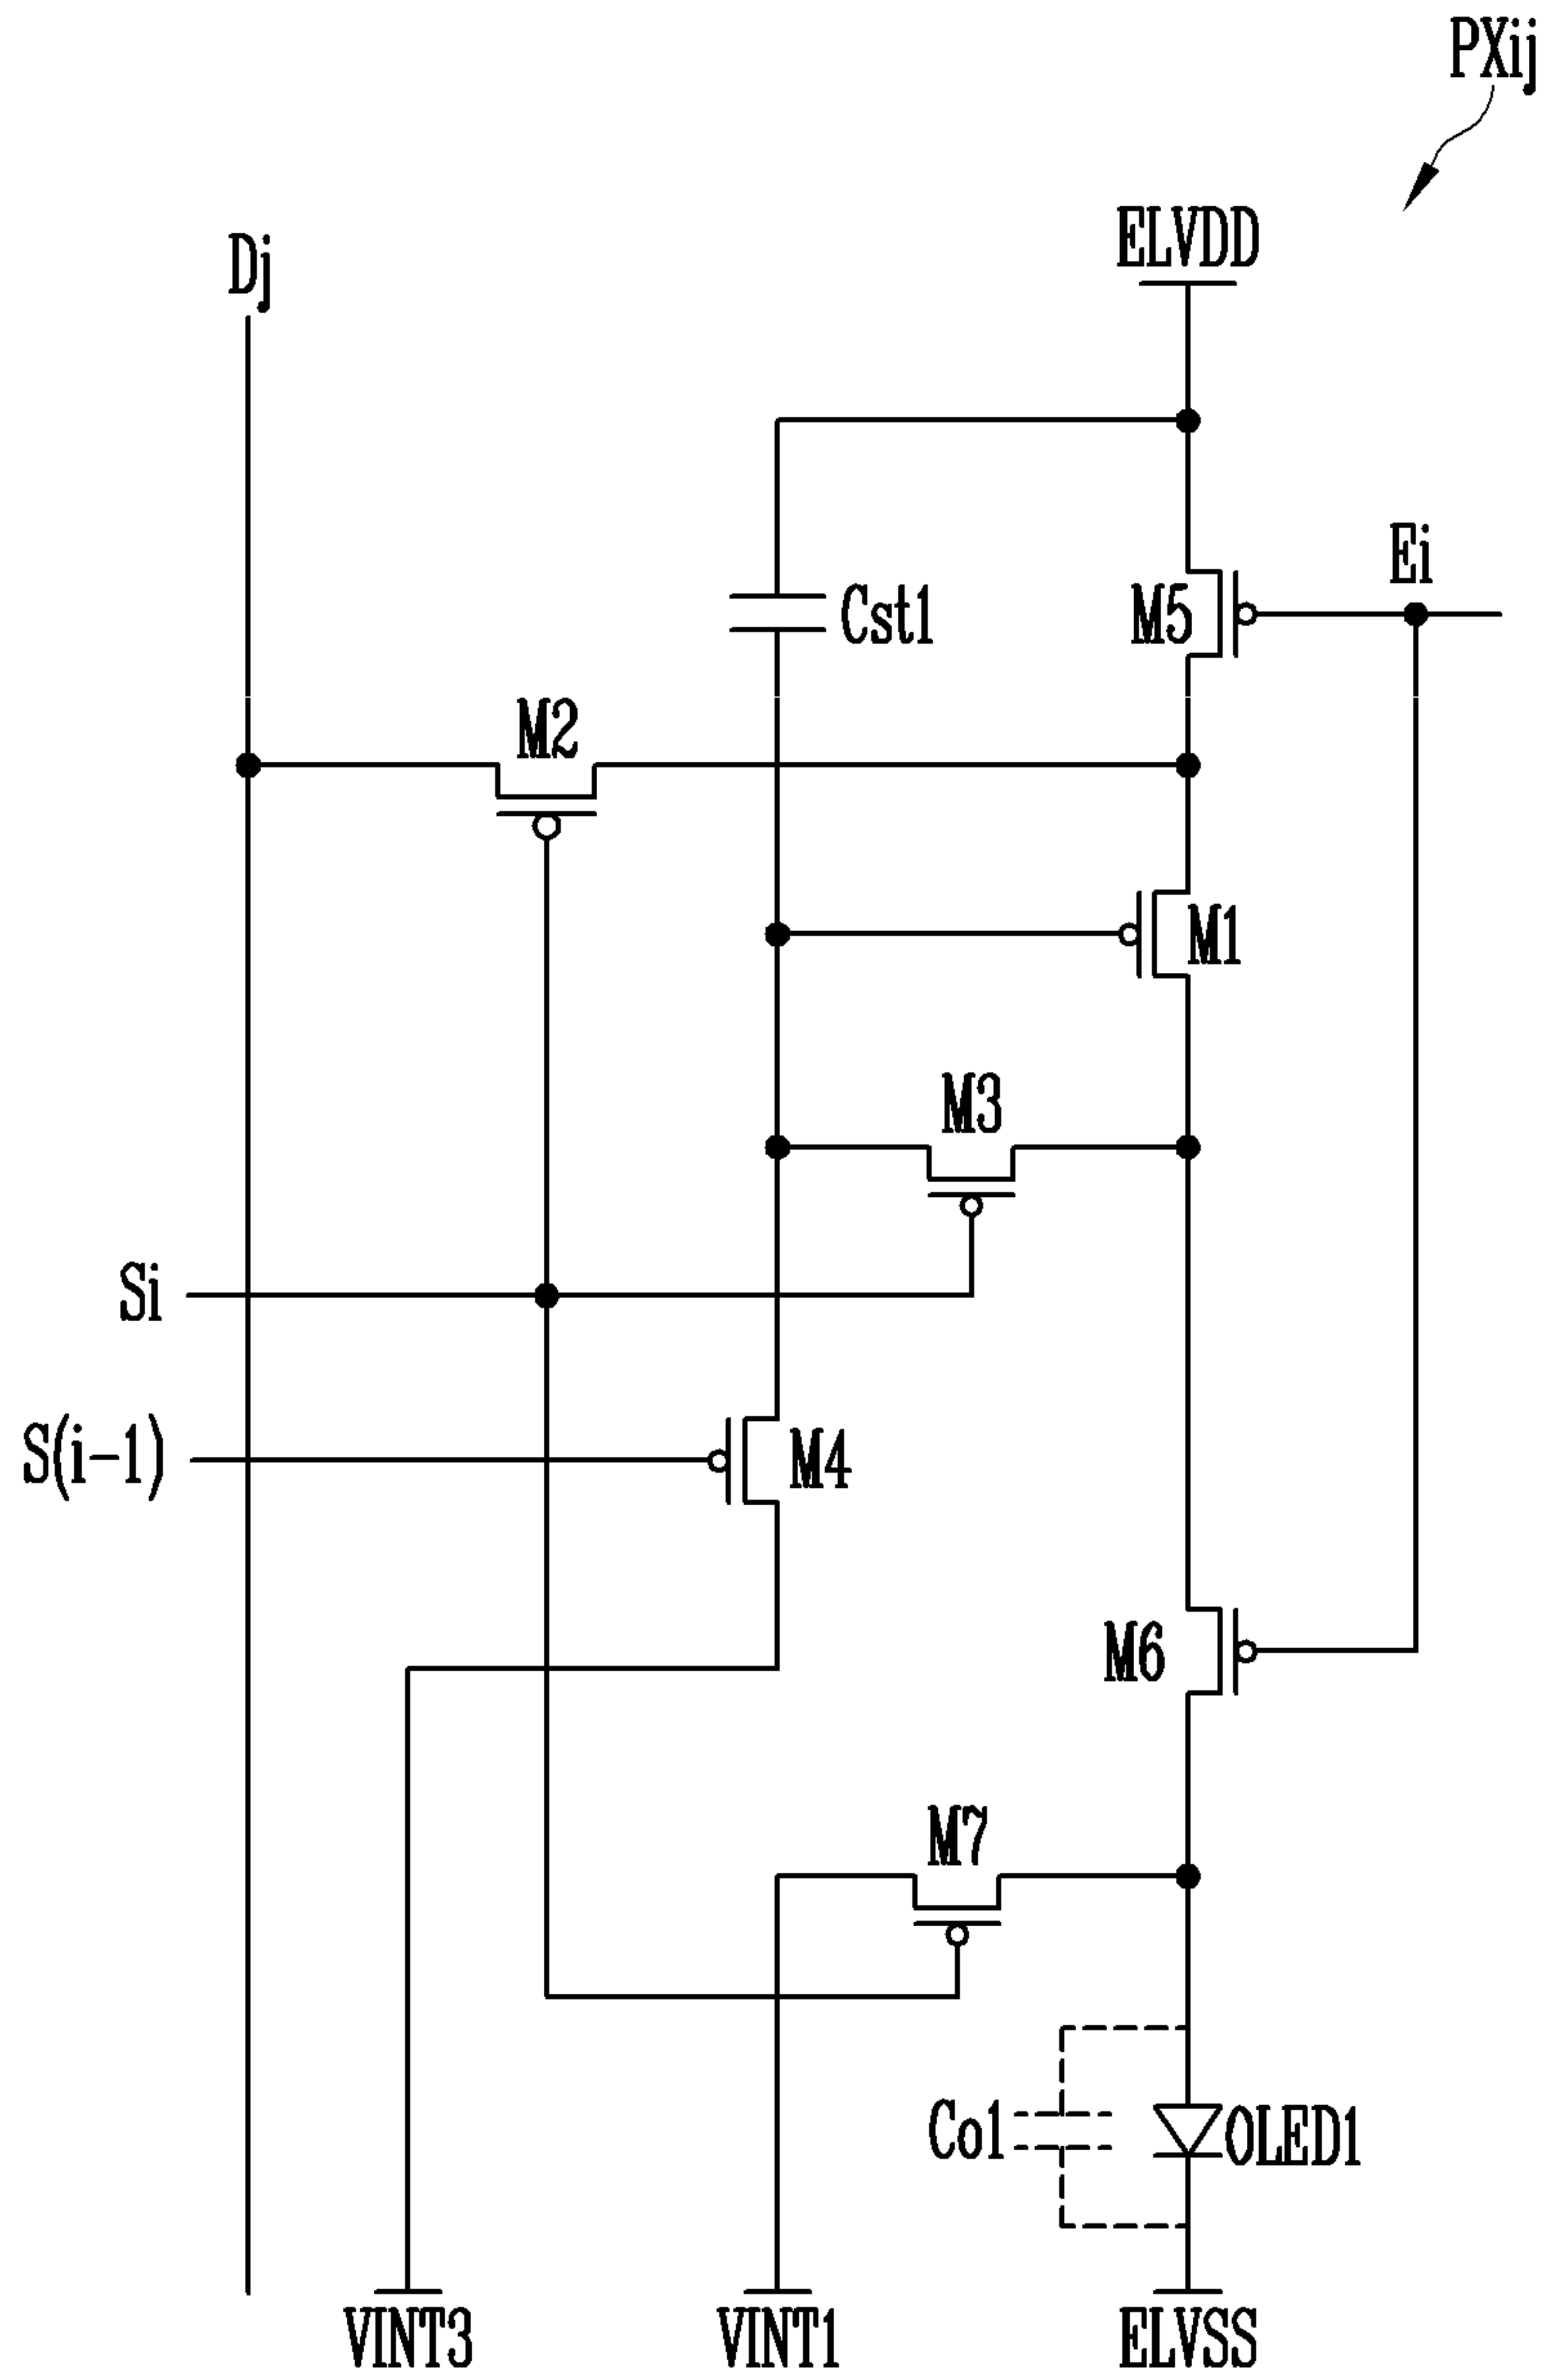 PXij
ELVDD
Dj
Ei
Cst1
M5
M2
M1
M3
Si
S(i-1)
M4
M6
M7
Co1
OLED1
VINT3
VINT1
ELVSS